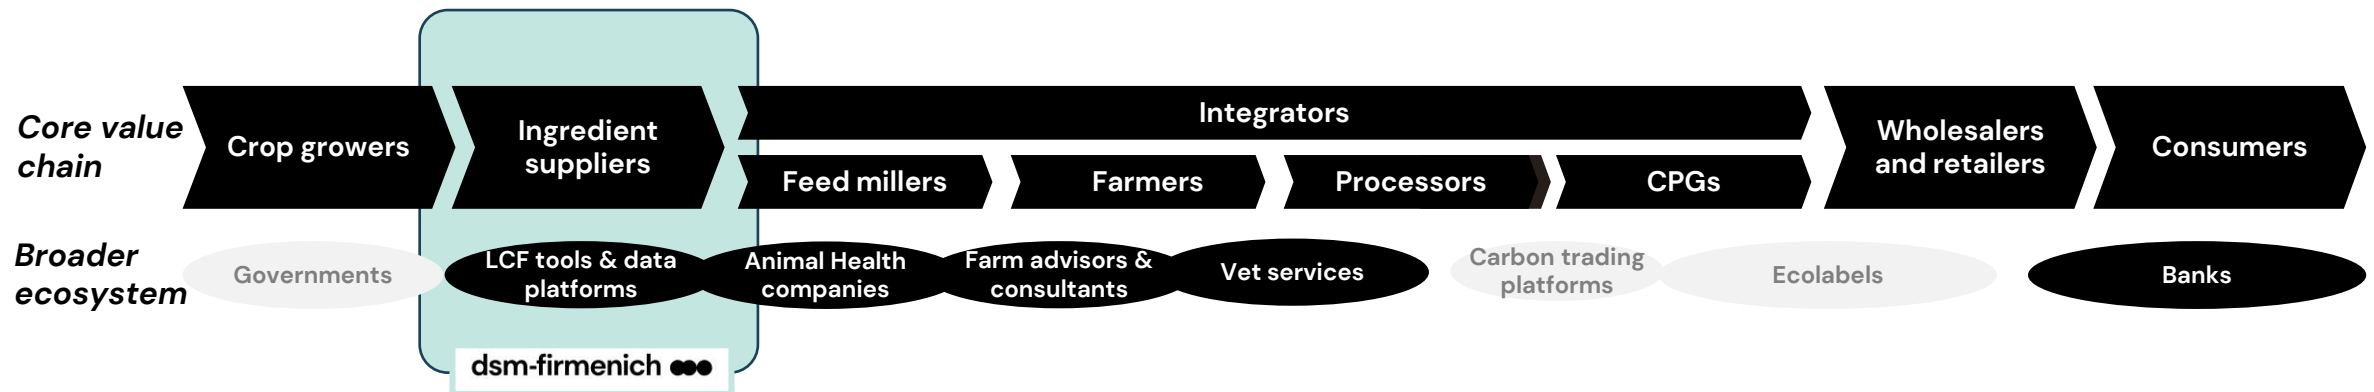 Core value
chain
Crop growers
Ingredient
suppliers
Integrators
Feed millers
Farmers
Processors
CPGs
Wholesalers
and retailers
Consumers
Broader
ecosystem
Governments
LCF tools & data
platforms
Animal Health
companies
Farm advisors &
consultants
Vet services
Carbon trading
platforms
Ecolabels
Banks
dsm-firmenich